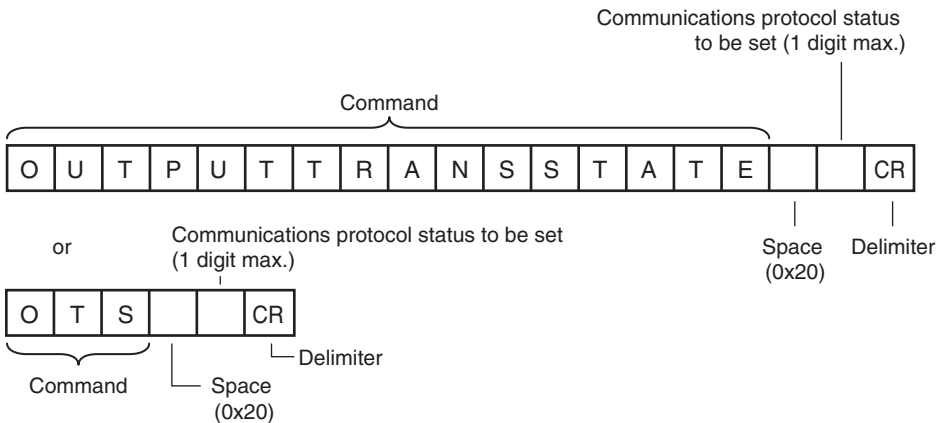 Communications protocol status
to be set (1 digit max.)
Command
O U T P U T T R A N S S T A T E CR
Space
(0x20)
Delimiter
or
Communications protocol status to be set
(1 digit max.)
O T S CR
Delimiter
Command
Space
(0x20)